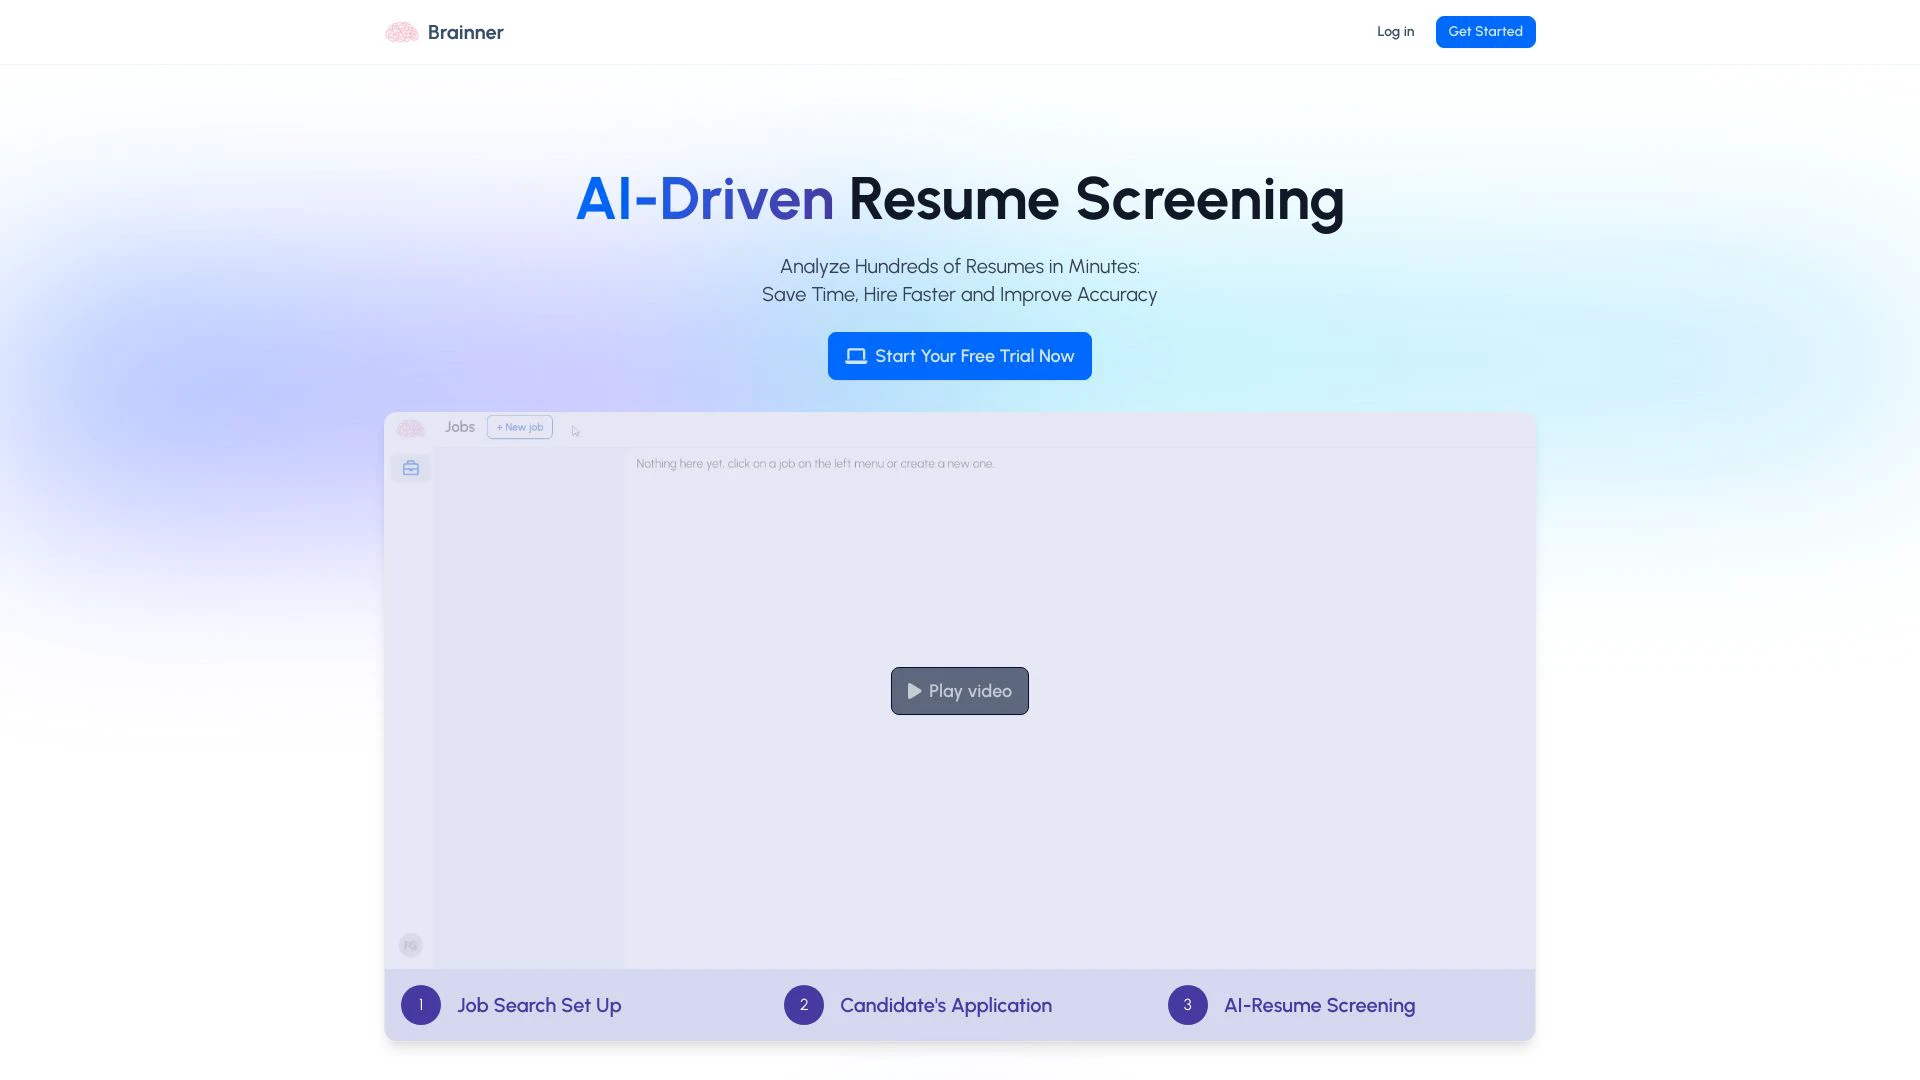 Brainner
Log in
Get Started
AI-Driven Resume Screening
Analyze Hundreds of Resumes in Minutes:
Save Time, Hire Faster and Improve Accuracy
Start Your Free Trial Now
Jobs
+ New job
Nothing here yet, click on a job on the left menu or create a new one.
Play video
FG
1 Job Search Set Up
2 Candidate's Application
3 AI-Resume Screening